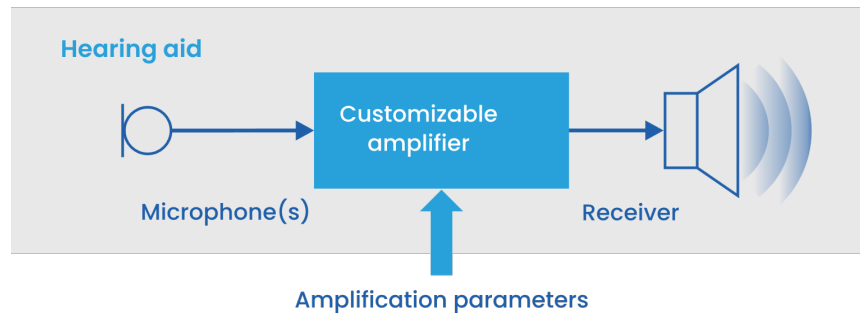 Hearing aid
Customizable
amplifier
Microphone(s)
Receiver
Amplification parameters